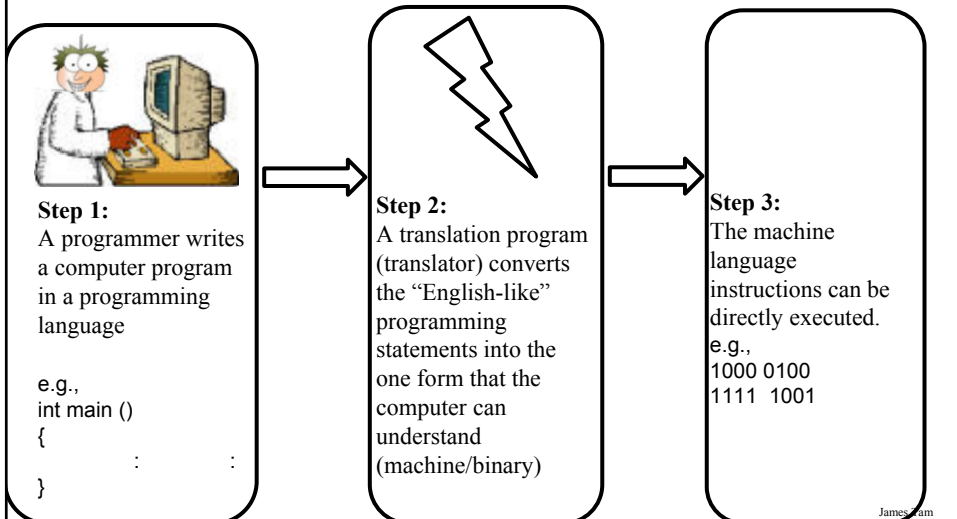 Step 1:
A programmer writes
a computer program
in a programming
language
e.g.,
int main ()
{
: :
}
Step 2:
A translation program
(translator) converts
the “English-like”
programming
statements into the
one form that the
computer can
understand
(machine/binary)
Step 3:
The machine
language
instructions can be
directly executed.
e.g.,
1000 0100
1111 1001
James Tam